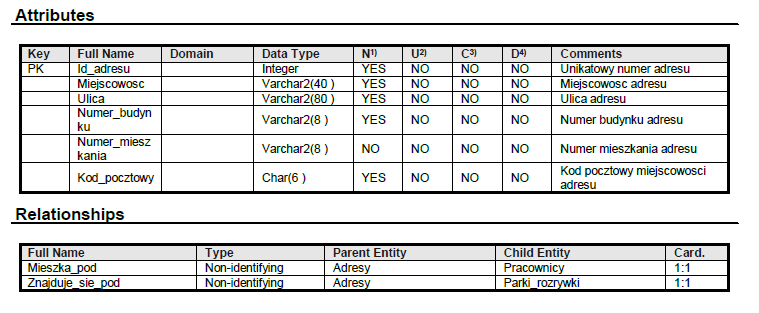 Attributes
Key Full Name Domain Data Type N1) U2) C3) D4) Comments
PK Id_adresu Integer YES NO NO NO Unikatowy numer adresu
Miejscowosc Varchar2(40 ) YES NO NO NO Miejscowosc adresu
Ulica Varchar2(80 ) YES NO NO NO Ulica adresu
Numer_budyn
ku Varchar2(8 ) YES NO NO NO Numer budynku adresu
Numer_miesz
kania Varchar2(8 ) NO NO NO NO Numer mieszkania adresu
Kod_pocztowy Char(6 ) YES NO NO NO Kod pocztowy miejscowosci
adresu
Relationships
Full Name Type Parent Entity Child Entity Card.
Mieszka_pod Non-identifying Adresy Pracownicy 1:1
Znajduje_sie_pod Non-identifying Adresy Parki_rozrywki 1:1